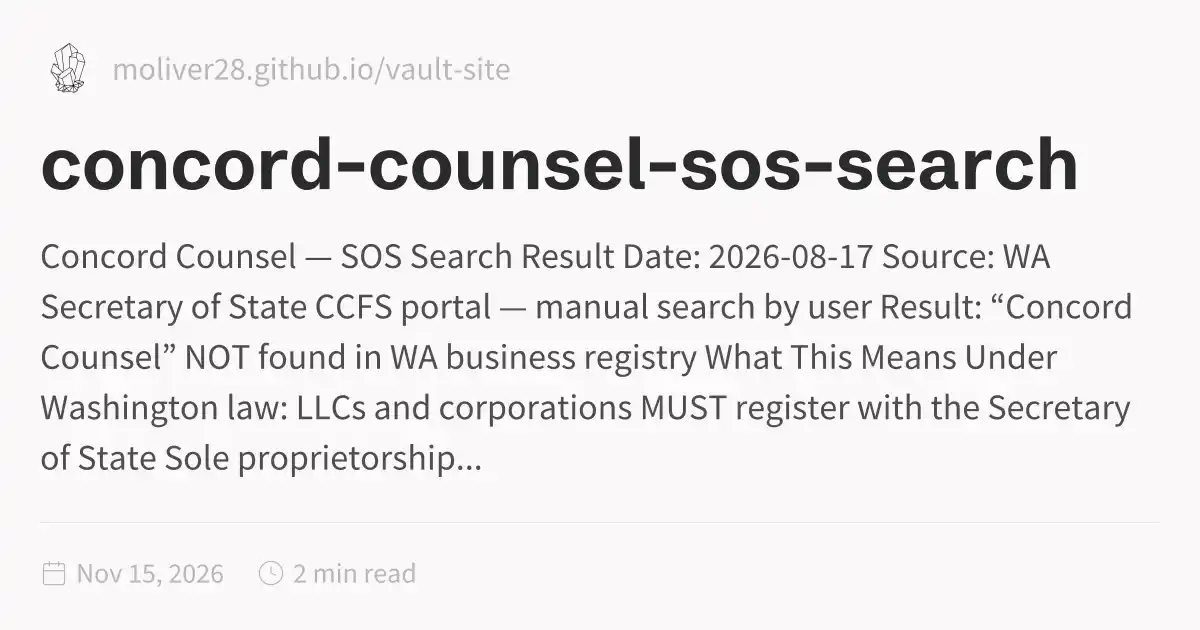 moliver28.github.io/vault-site
concord-counsel-sos-search
Concord Counsel — SOS Search Result Date: 2026-08-17 Source: WA
Secretary of State CCFS portal — manual search by user Result: “Concord
Counsel” NOT found in WA business registry What This Means Under
Washington law: LLCs and corporations MUST register with the Secretary
of State Sole proprietorship...
Nov 15, 2026 2 min read